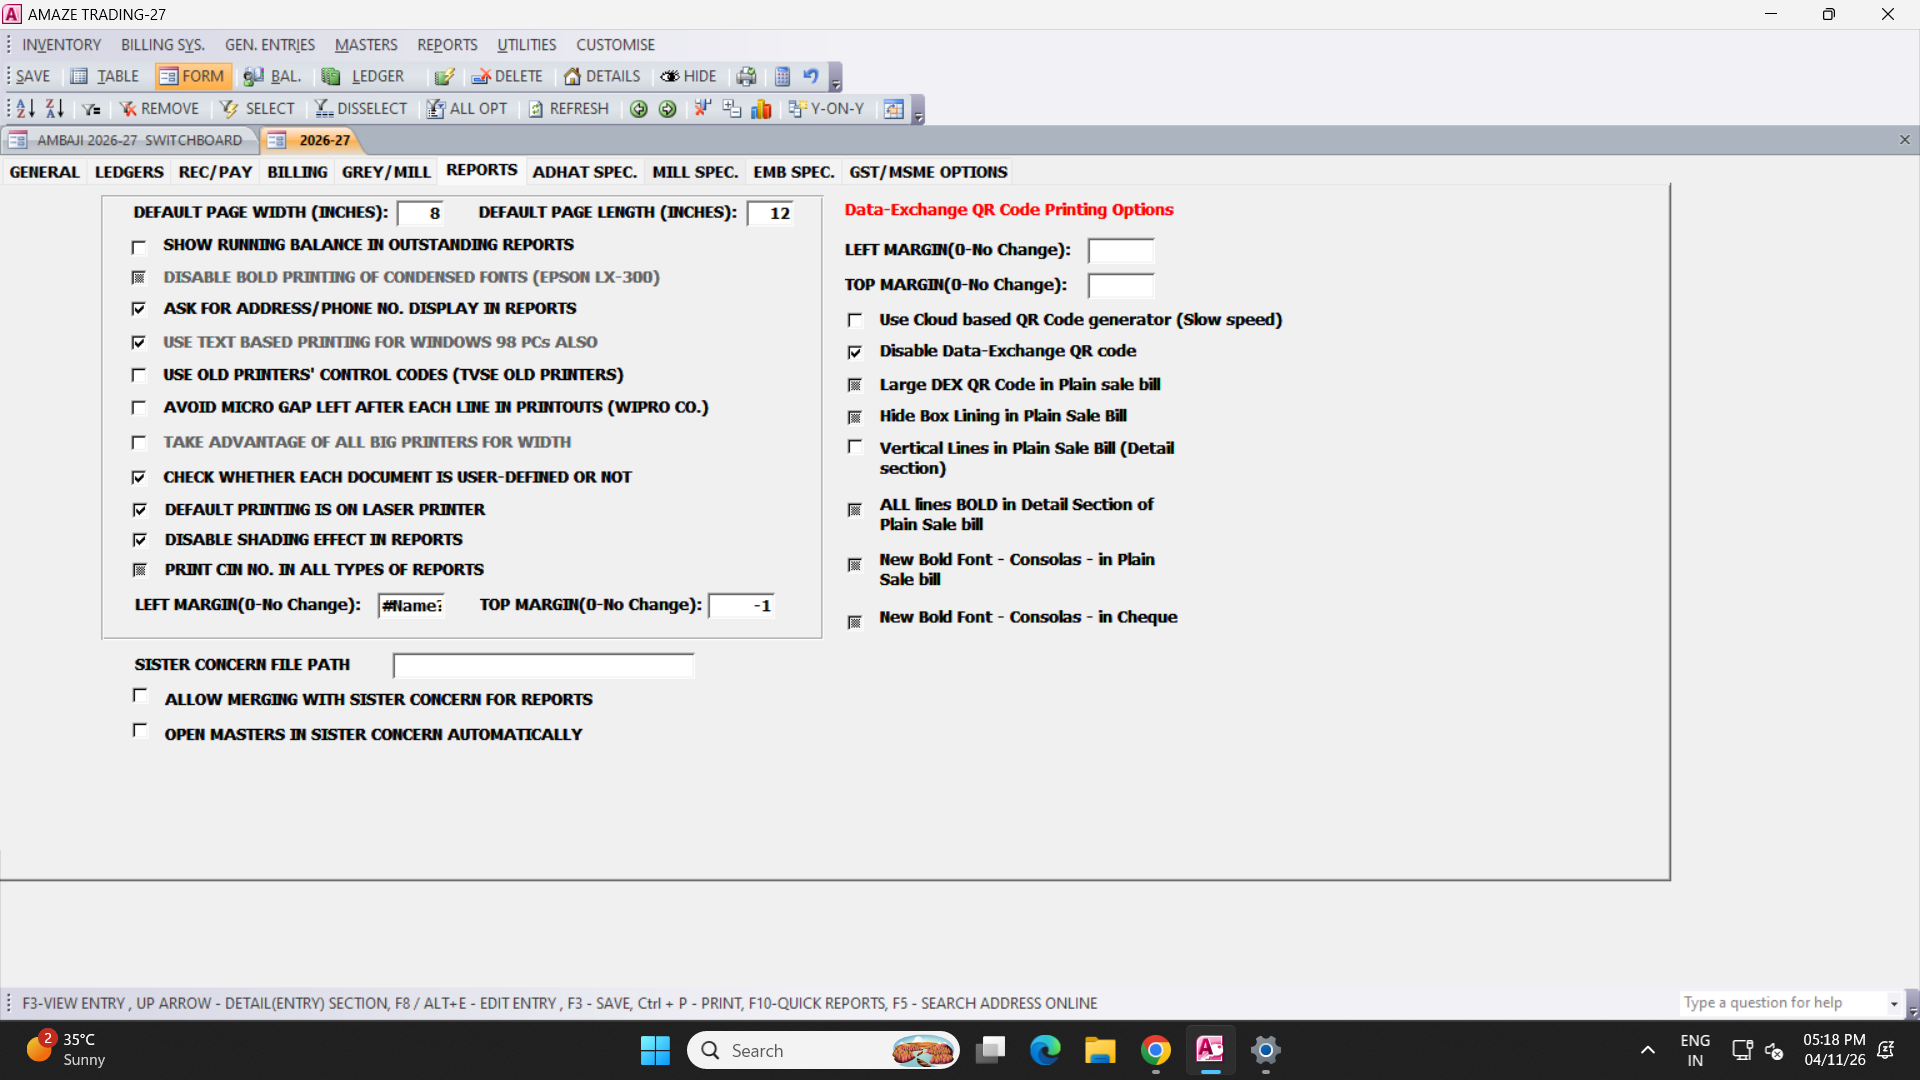 AMAZE TRADING-27
INVENTORY BILLING SYS. GEN. ENTRIES MASTERS REPORTS UTILITIES CUSTOMISE
SAVE TABLE FORM BAL. LEDGER DELETE DETAILS HIDE
REMOVE SELECT DISSELECT ALL OPT REFRESH Y-ON-Y
AMBAJI 2026-27 SWITCHBOARD 2026-27
GENERAL LEDGERS REC/PAY BILLING GREY/MILL REPORTS ADHAT SPEC. MILL SPEC. EMB SPEC. GST/MSME OPTIONS
DEFAULT PAGE WIDTH (INCHES): 8 DEFAULT PAGE LENGTH (INCHES): 12
SHOW RUNNING BALANCE IN OUTSTANDING REPORTS
DISABLE BOLD PRINTING OF CONDENSED FONTS (EPSON LX-300)
ASK FOR ADDRESS/PHONE NO. DISPLAY IN REPORTS
USE TEXT BASED PRINTING FOR WINDOWS 98 PCs ALSO
USE OLD PRINTERS' CONTROL CODES (TVSE OLD PRINTERS)
AVOID MICRO GAP LEFT AFTER EACH LINE IN PRINTOUTS (WIPRO CO.)
TAKE ADVANTAGE OF ALL BIG PRINTERS FOR WIDTH
CHECK WHETHER EACH DOCUMENT IS USER-DEFINED OR NOT
DEFAULT PRINTING IS ON LASER PRINTER
DISABLE SHADING EFFECT IN REPORTS
PRINT CIN NO. IN ALL TYPES OF REPORTS
LEFT MARGIN(0-No Change): #Name? TOP MARGIN(0-No Change): -1
SISTER CONCERN FILE PATH
ALLOW MERGING WITH SISTER CONCERN FOR REPORTS
OPEN MASTERS IN SISTER CONCERN AUTOMATICALLY
Data-Exchange QR Code Printing Options
LEFT MARGIN(0-No Change):
TOP MARGIN(0-No Change):
Use Cloud based QR Code generator (Slow speed)
Disable Data-Exchange QR code
Large DEX QR Code in Plain sale bill
Hide Box Lining in Plain Sale Bill
Vertical Lines in Plain Sale Bill (Detail
section)
ALL lines BOLD in Detail Section of
Plain Sale bill
New Bold Font - Consolas - in Plain
Sale bill
New Bold Font - Consolas - in Cheque
F3-VIEW ENTRY , UP ARROW - DETAIL(ENTRY) SECTION, F8 / ALT+E - EDIT ENTRY , F3 - SAVE, Ctrl + P - PRINT, F10-QUICK REPORTS, F5 - SEARCH ADDRESS ONLINE
Type a question for help
2
35°C
Sunny
Search
ENG
IN
05:18 PM
04/11/26